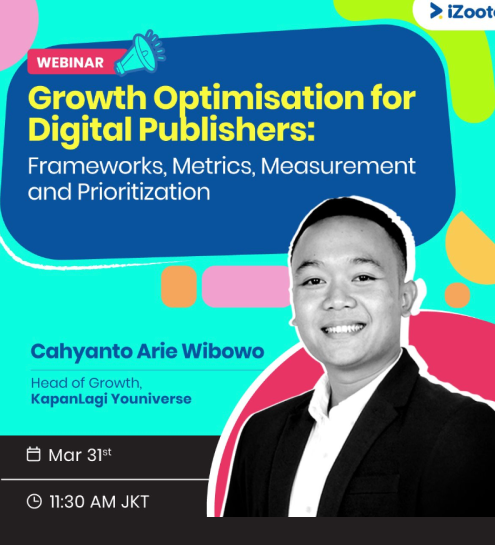 WEBINAR
Growth Optimisation for
Digital Publishers:
Frameworks, Metrics, Measurement
and Prioritization
Cahyanto Arie Wibowo
Head of Growth,
KapanLagi Youniverse
Mar 31st
11:30 AM JKT